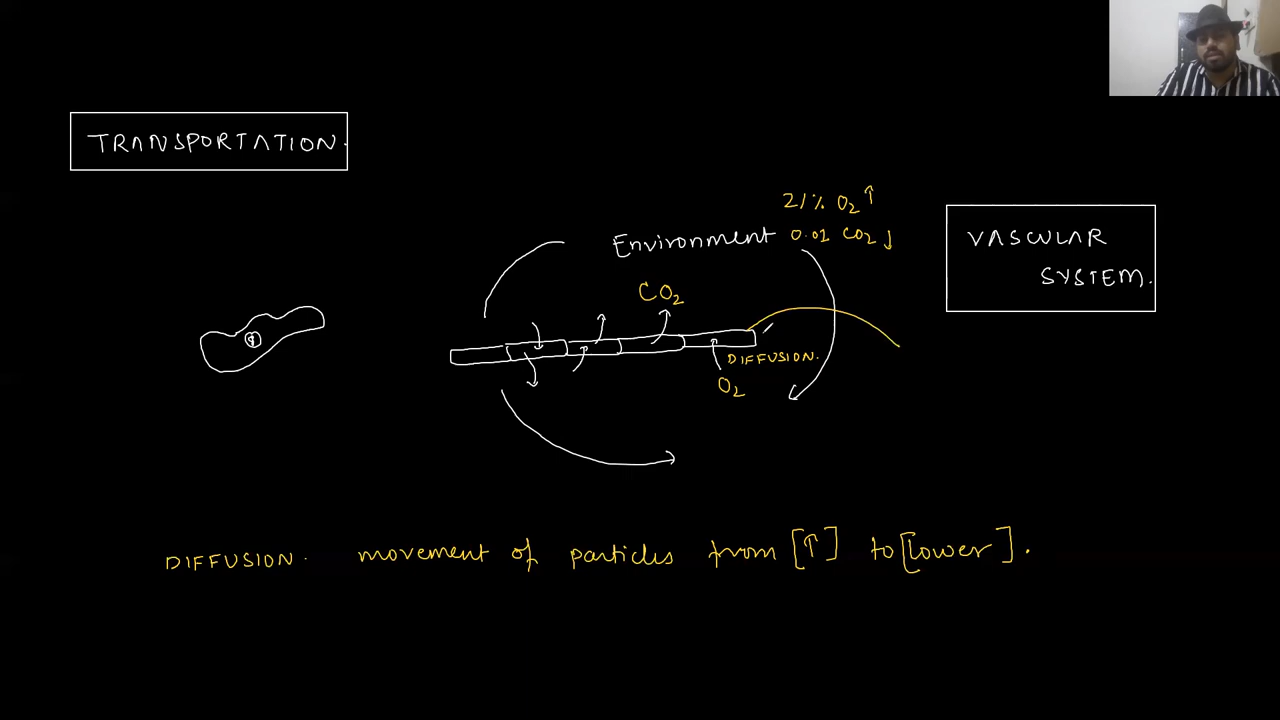 TRANSPORTATION.
21% O2 ↑
Environment 0.01 CO2 ↓
VASCULAR
SYSTEM.
CO2
DIFFUSION.
O2
DIFFUSION. movement of particles from [↑] to [lower].